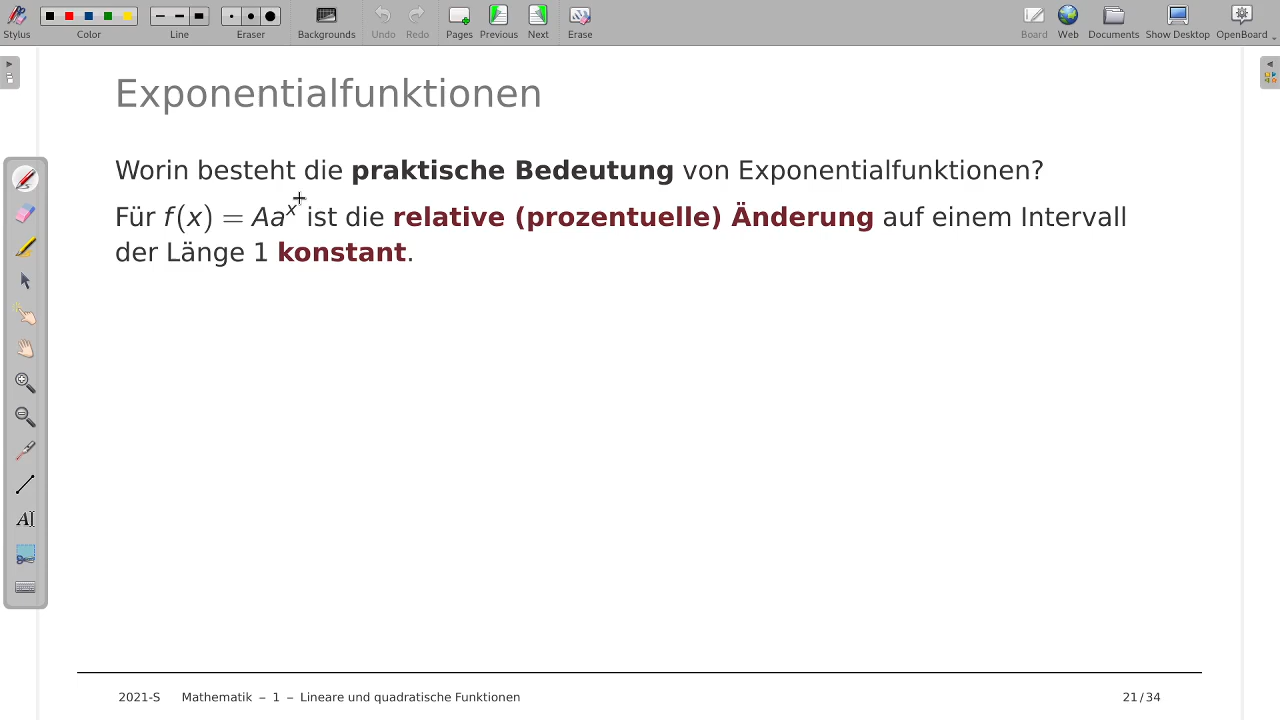 Stylus Color Line Eraser Backgrounds Undo Redo Pages Previous Next Erase Board Web Documents Show Desktop OpenBoard
Exponentialfunktionen
Worin besteht die praktische Bedeutung von Exponentialfunktionen?
Für f(x) = Aaˣ ist die relative (prozentuelle) Änderung auf einem Intervall
der Länge 1 konstant.
2021-S Mathematik – 1 – Lineare und quadratische Funktionen 21/34